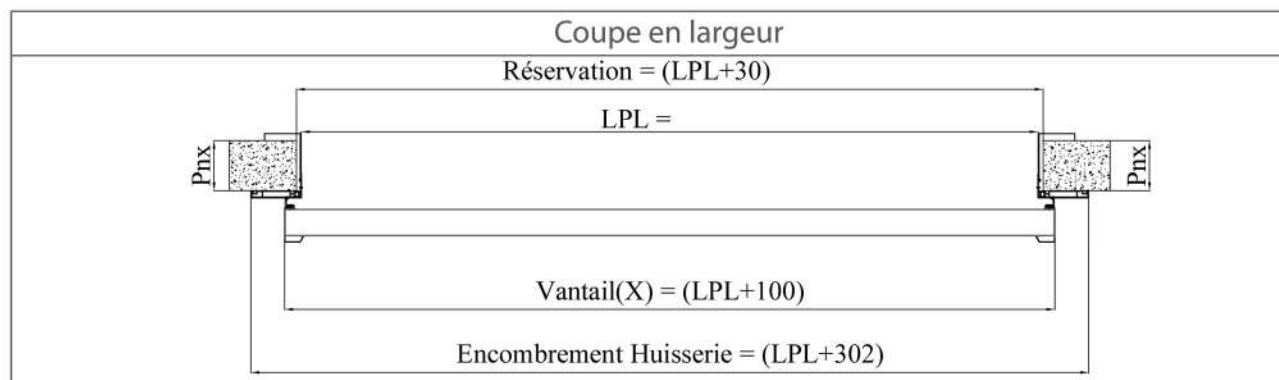 Coupe en largeur
Réservation = (LPL+30)
LPL =
Pnx
Pnx
Vantail(X) = (LPL+100)
Encombrement Huisserie = (LPL+302)